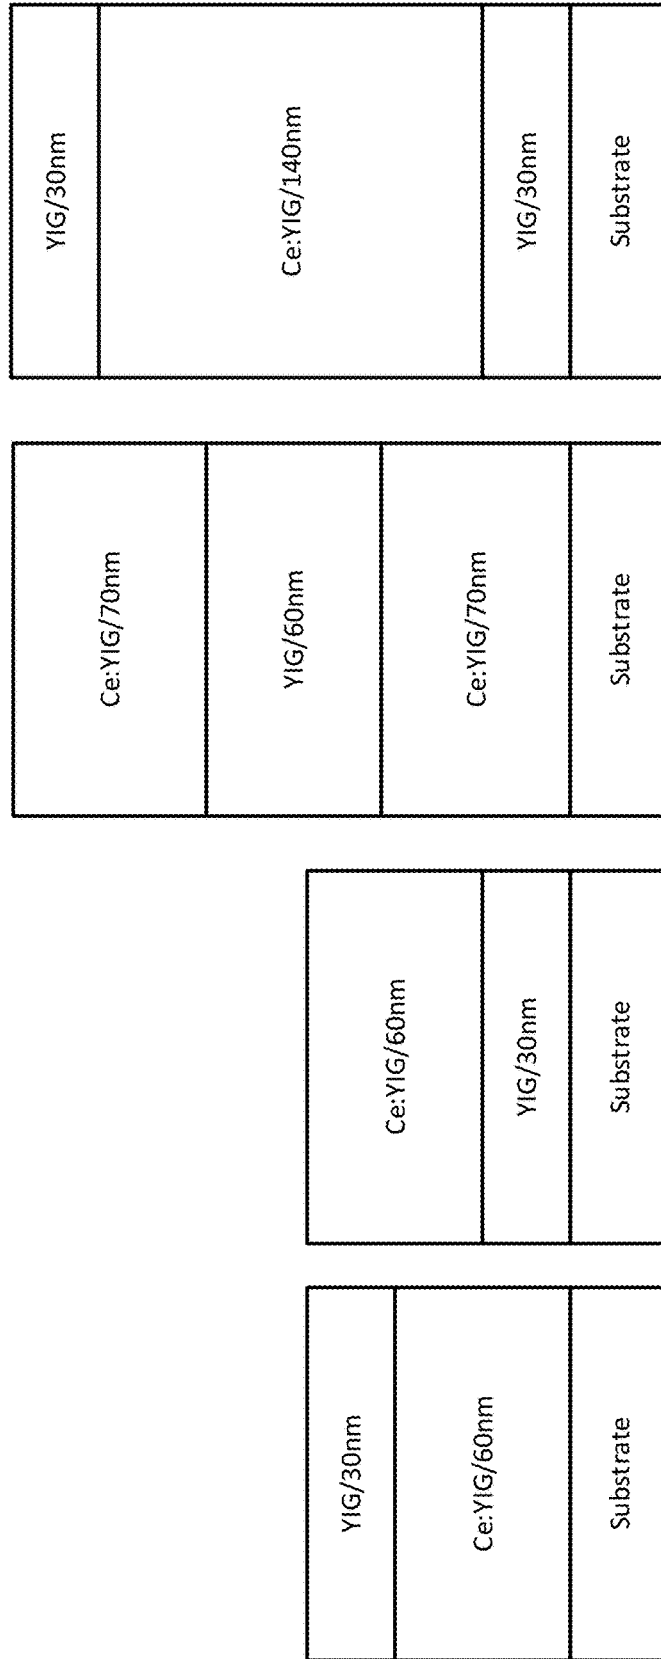 YIG/30nm
Ce:YIG/60nm
Substrate
Ce:YIG/60nm
YIG/30nm
Substrate
Ce:YIG/70nm
YIG/60nm
Ce:YIG/70nm
Substrate
YIG/30nm
Ce:YIG/140nm
YIG/30nm
Substrate